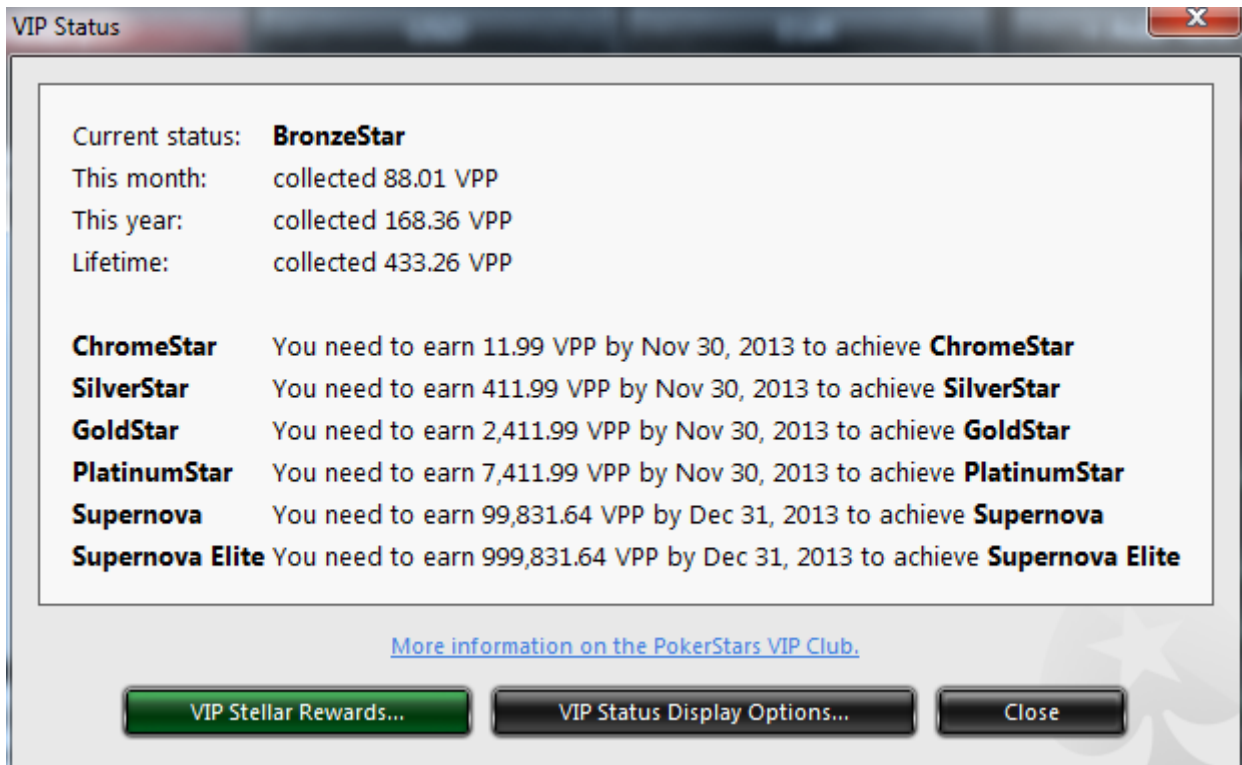 VIP Status
Current status: BronzeStar
This month: collected 88.01 VPP
This year: collected 168.36 VPP
Lifetime: collected 433.26 VPP
ChromeStar You need to earn 11.99 VPP by Nov 30, 2013 to achieve ChromeStar
SilverStar You need to earn 411.99 VPP by Nov 30, 2013 to achieve SilverStar
GoldStar You need to earn 2,411.99 VPP by Nov 30, 2013 to achieve GoldStar
PlatinumStar You need to earn 7,411.99 VPP by Nov 30, 2013 to achieve PlatinumStar
Supernova You need to earn 99,831.64 VPP by Dec 31, 2013 to achieve Supernova
Supernova Elite You need to earn 999,831.64 VPP by Dec 31, 2013 to achieve Supernova Elite
More information on the PokerStars VIP Club.
VIP Stellar Rewards... VIP Status Display Options... Close